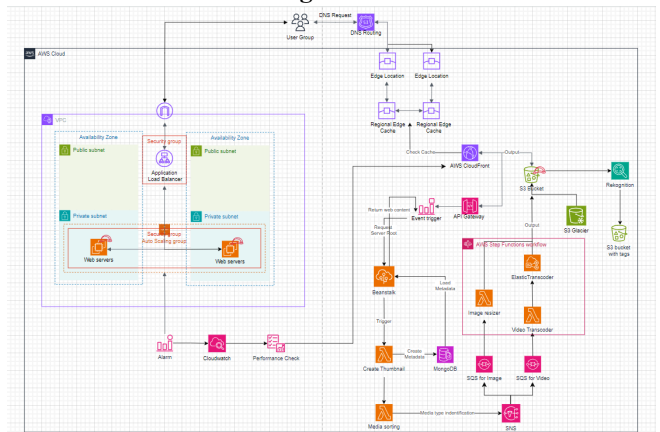 DNS Request
User Group
DNS Routing
AWS Cloud
Edge Location
Edge Location
VPC
Regional Edge
Cache
Regional Edge
Cache
Availability Zone
Availability Zone
Security group
Public subnet
Public subnet
Check Cache
Output
AWS CloudFront
Application
Load Balancer
S3 Bucket
Rekognition
Private subnet
Private subnet
Return web content
Event trigger
API Gateway
Request
Server Root
Output
S3 Glacier
S3 bucket
with tags
Security group
Auto Scaling group
AWS Step Functions workflow
Web servers
Web servers
ElasticTranscoder
Beanstalk
Load
Metadata
Image resizer
Video Transcoder
Trigger
Create
Metadata
Alarm
Cloudwatch
Performance Check
Create Thumbnail
MongoDB
SQS for Image
SQS for Video
Media type Indentification
Media sorting
SNS